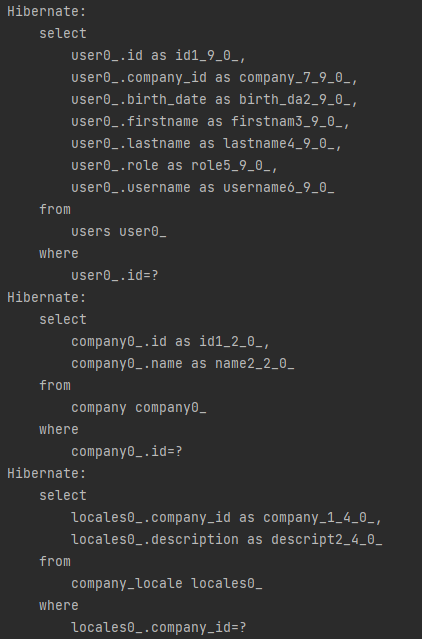 Hibernate:
    select
        user0_.id as id1_9_0_,
        user0_.company_id as company_7_9_0_,
        user0_.birth_date as birth_da2_9_0_,
        user0_.firstname as firstnam3_9_0_,
        user0_.lastname as lastname4_9_0_,
        user0_.role as role5_9_0_,
        user0_.username as username6_9_0_
    from
        users user0_
    where
        user0_.id=?
Hibernate:
    select
        company0_.id as id1_2_0_,
        company0_.name as name2_2_0_
    from
        company company0_
    where
        company0_.id=?
Hibernate:
    select
        locales0_.company_id as company_1_4_0_,
        locales0_.description as descript2_4_0_
    from
        company_locale locales0_
    where
        locales0_.company_id=?